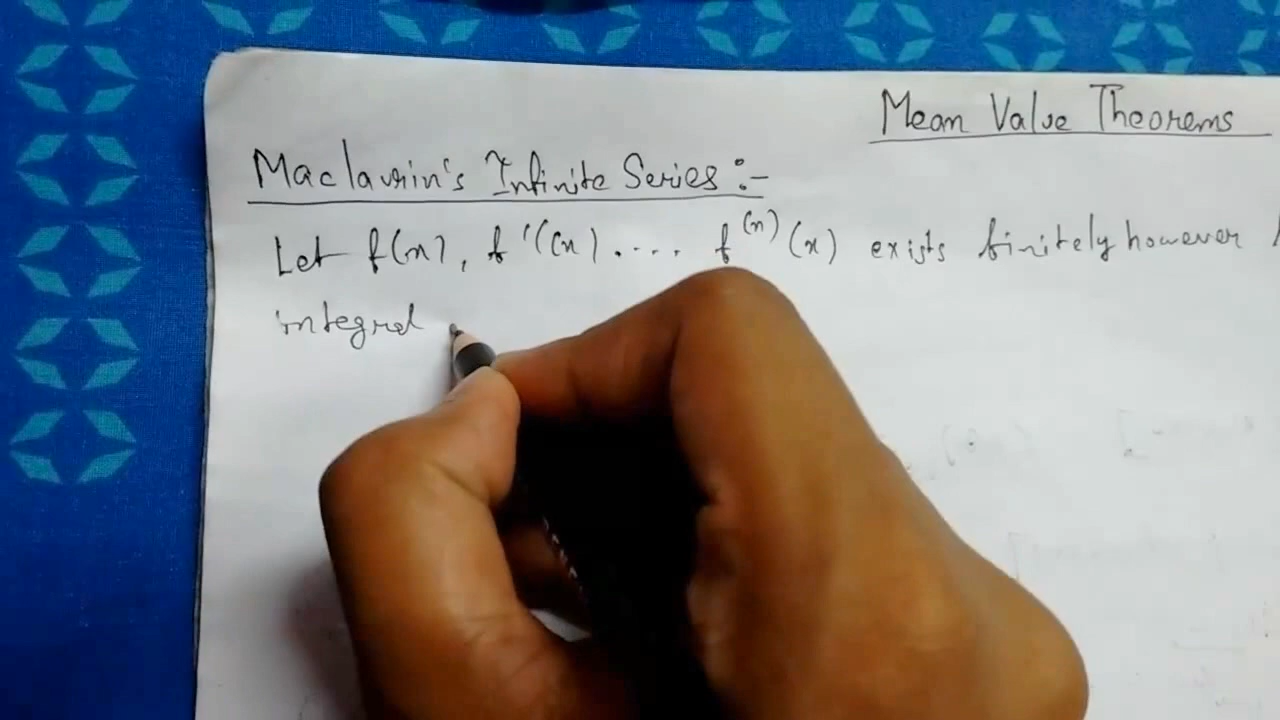 Mean Value Theorems
Maclaurin's Infinite Series :-
Let f(x), f'(x) .... f^(n)(x) exists finitely however
integral